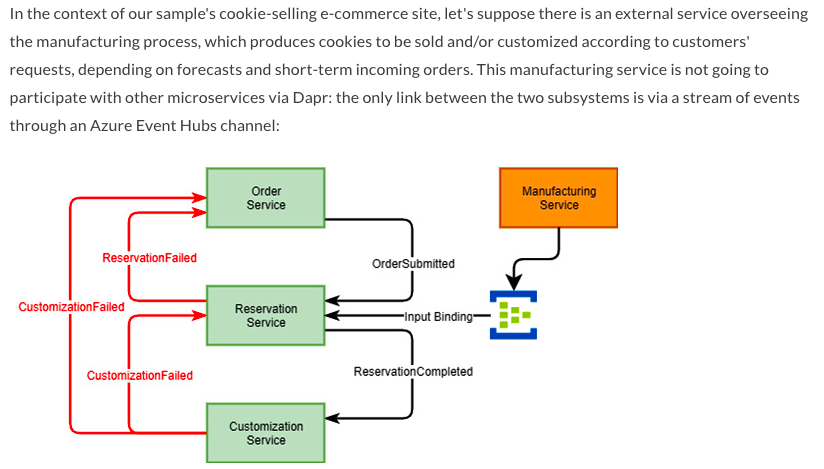 In the context of our sample's cookie-selling e-commerce site, let's suppose there is an external service overseeing
the manufacturing process, which produces cookies to be sold and/or customized according to customers'
requests, depending on forecasts and short-term incoming orders. This manufacturing service is not going to
participate with other microservices via Dapr: the only link between the two subsystems is via a stream of events
through an Azure Event Hubs channel:
Order
Service
Manufacturing
Service
ReservationFailed
OrderSubmitted
CustomizationFailed
Reservation
Service
Input Binding
CustomizationFailed
ReservationCompleted
Customization
Service